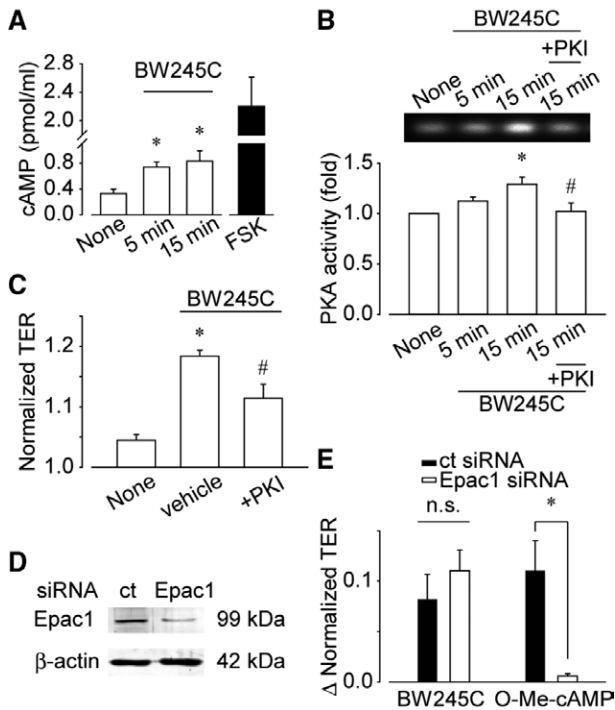 A
BW245C
cAMP (pmol/ml)
2.8
2.4
2.0
0.8
0.4
0.0
*
*
None
5 min
15 min
FSK
B
BW245C
+PKI
None
5 min
15 min
15 min
PKA activity (fold)
1.5
1.0
0.5
0.0
*
#
None
5 min
15 min
15 min
+PKI
BW245C
C
BW245C
Normalized TER
1.2
1.1
1.0
*
#
None
vehicle
+PKI
D
siRNA ct Epac1
Epac1 99 kDa
β-actin 42 kDa
E
ct siRNA
Epac1 siRNA
n.s.
*
Δ Normalized TER
0.1
0.0
BW245C O-Me-cAMP